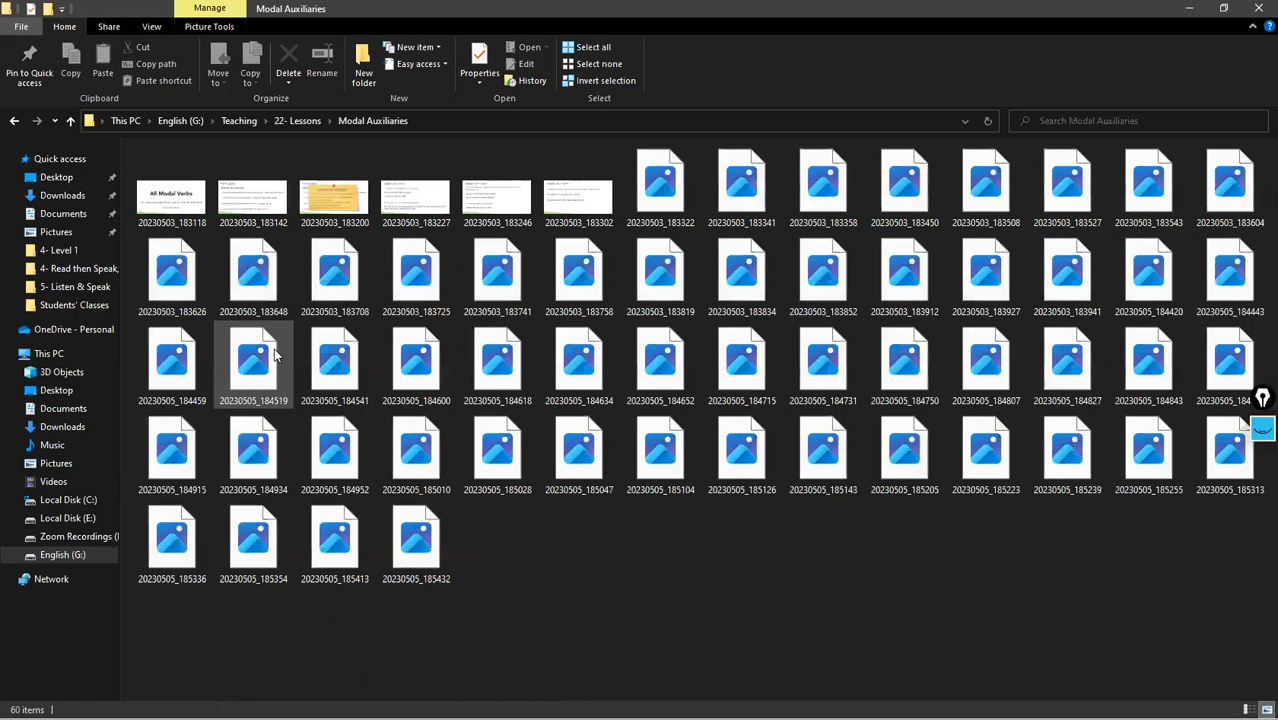 Manage
Modal Auxiliaries
File
Home
Share
View
Picture Tools
Pin to Quick access
Copy
Paste
Cut
Copy path
Paste shortcut
Move to
Copy to
Delete
Rename
New folder
New item
Easy access
Properties
Open
Edit
History
Select all
Select none
Invert selection
Clipboard
Organize
New
Open
Select
This PC > English (G:) > Teaching > 22- Lessons > Modal Auxiliaries
Search Modal Auxiliaries
Quick access
Desktop
Downloads
Documents
Pictures
4- Level 1
4- Read then Speak,
5- Listen & Speak
Students' Classes
OneDrive - Personal
This PC
3D Objects
Desktop
Documents
Downloads
Music
Pictures
Videos
Local Disk (C:)
Local Disk (E:)
Zoom Recordings (
English (G:)
Network
All Modal Verbs
20230503_183118 20230503_183142 20230503_183200 20230503_183227 20230503_183246 20230503_183302 20230503_183322 20230503_183341 20230503_183358 20230503_183450 20230503_183508 20230503_183527 20230503_183543 20230503_183604
20230503_183626 20230503_183648 20230503_183708 20230503_183725 20230503_183741 20230503_183758 20230503_183819 20230503_183834 20230503_183852 20230503_183912 20230503_183927 20230503_183941 20230505_184420 20230505_184443
20230505_184459 20230505_184519 20230505_184541 20230505_184600 20230505_184618 20230505_184634 20230505_184652 20230505_184715 20230505_184731 20230505_184750 20230505_184807 20230505_184827 20230505_184843
20230505_184915 20230505_184934 20230505_184952 20230505_185010 20230505_185028 20230505_185047 20230505_185104 20230505_185126 20230505_185143 20230505_185205 20230505_185223 20230505_185239 20230505_185255 20230505_185313
20230505_185336 20230505_185354 20230505_185413 20230505_185432
60 items